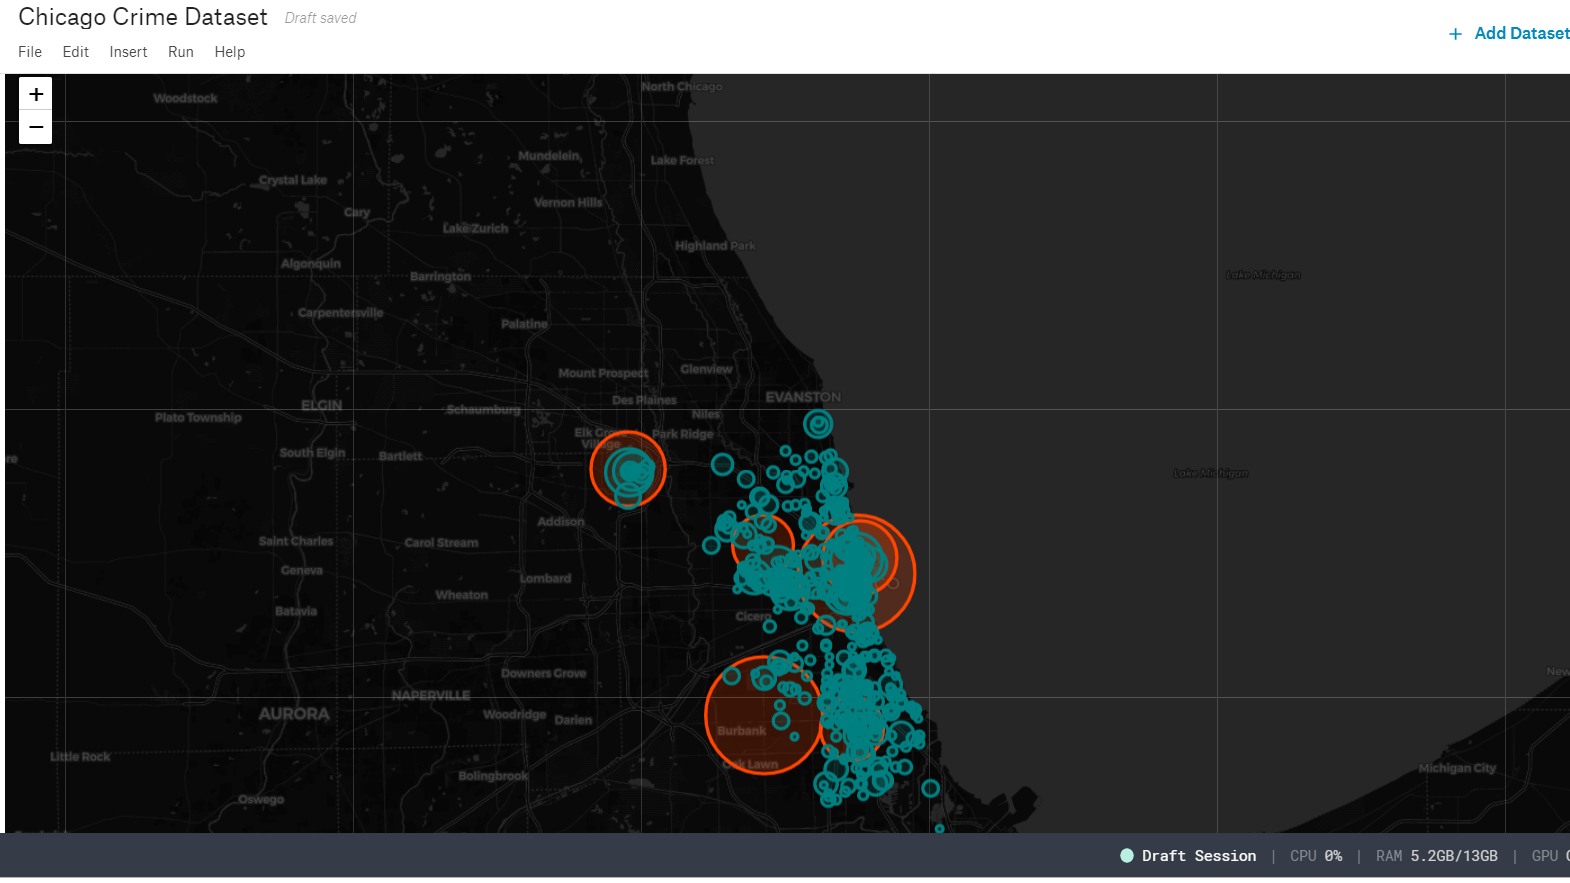 Chicago Crime Dataset Draft saved
File Edit Insert Run Help
+ Add Dataset
+
−
North Chicago
Woodstock
Mundelein
Lake Forest
Crystal Lake
Vernon Hills
Cary
Lake Zurich
Highland Park
Algonquin
Barrington
Lake Michigan
Carpentersville
Palatine
Mount Prospect
Glenview
EVANSTON
Des Plaines
ELGIN
Schaumburg
Niles
Plato Township
Elk Grove
Village
Park Ridge
South Elgin
Bartlett
re
Lake Michigan
Addison
Saint Charles
Carol Stream
Geneva
Lombard
Wheaton
Batavia
Cicero
Downers Grove
New
NAPERVILLE
AURORA
Woodridge
Darien
Burbank
Little Rock
Oak Lawn
Bolingbrook
Michigan City
Oswego
Draft Session | CPU 0% | RAM 5.2GB/13GB | GPU